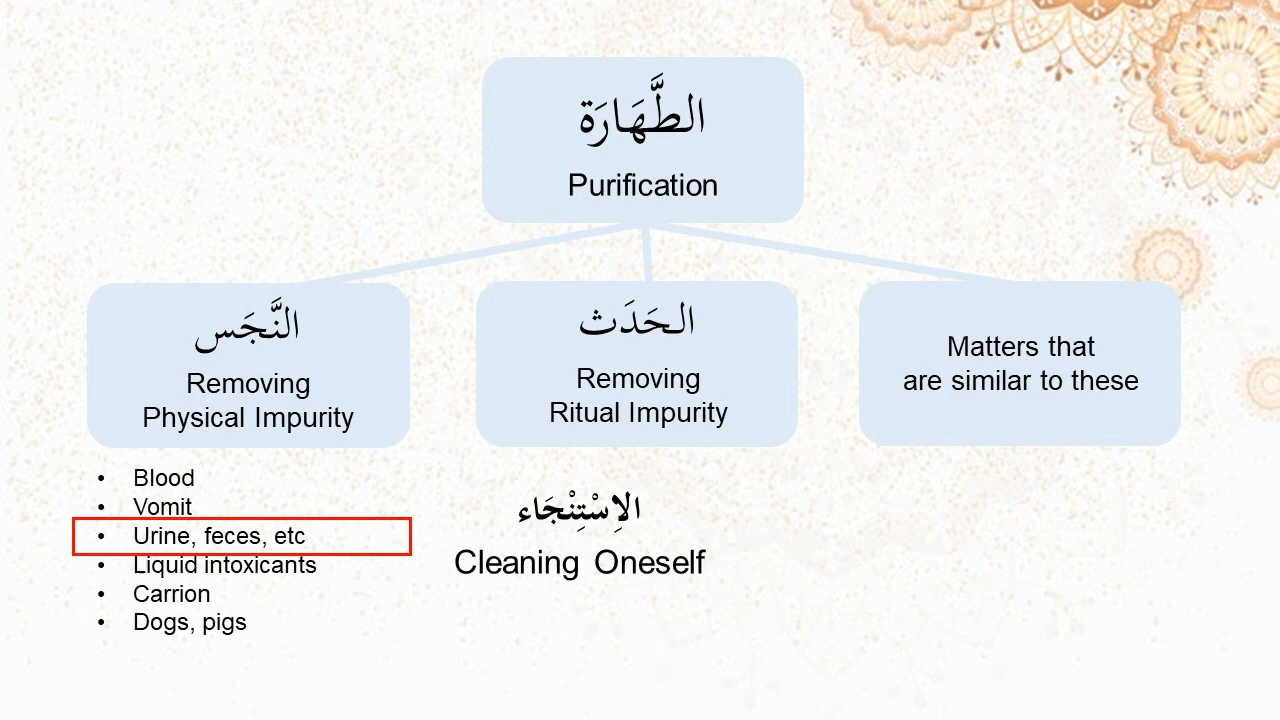 الطَّهَارَة
Purification
النَّجَس
Removing
Physical Impurity
الحَدَث
Removing
Ritual Impurity
Matters that
are similar to these
• Blood
• Vomit
• Urine, feces, etc
• Liquid intoxicants
• Carrion
• Dogs, pigs
الاِسْتِنْجَاء
Cleaning Oneself